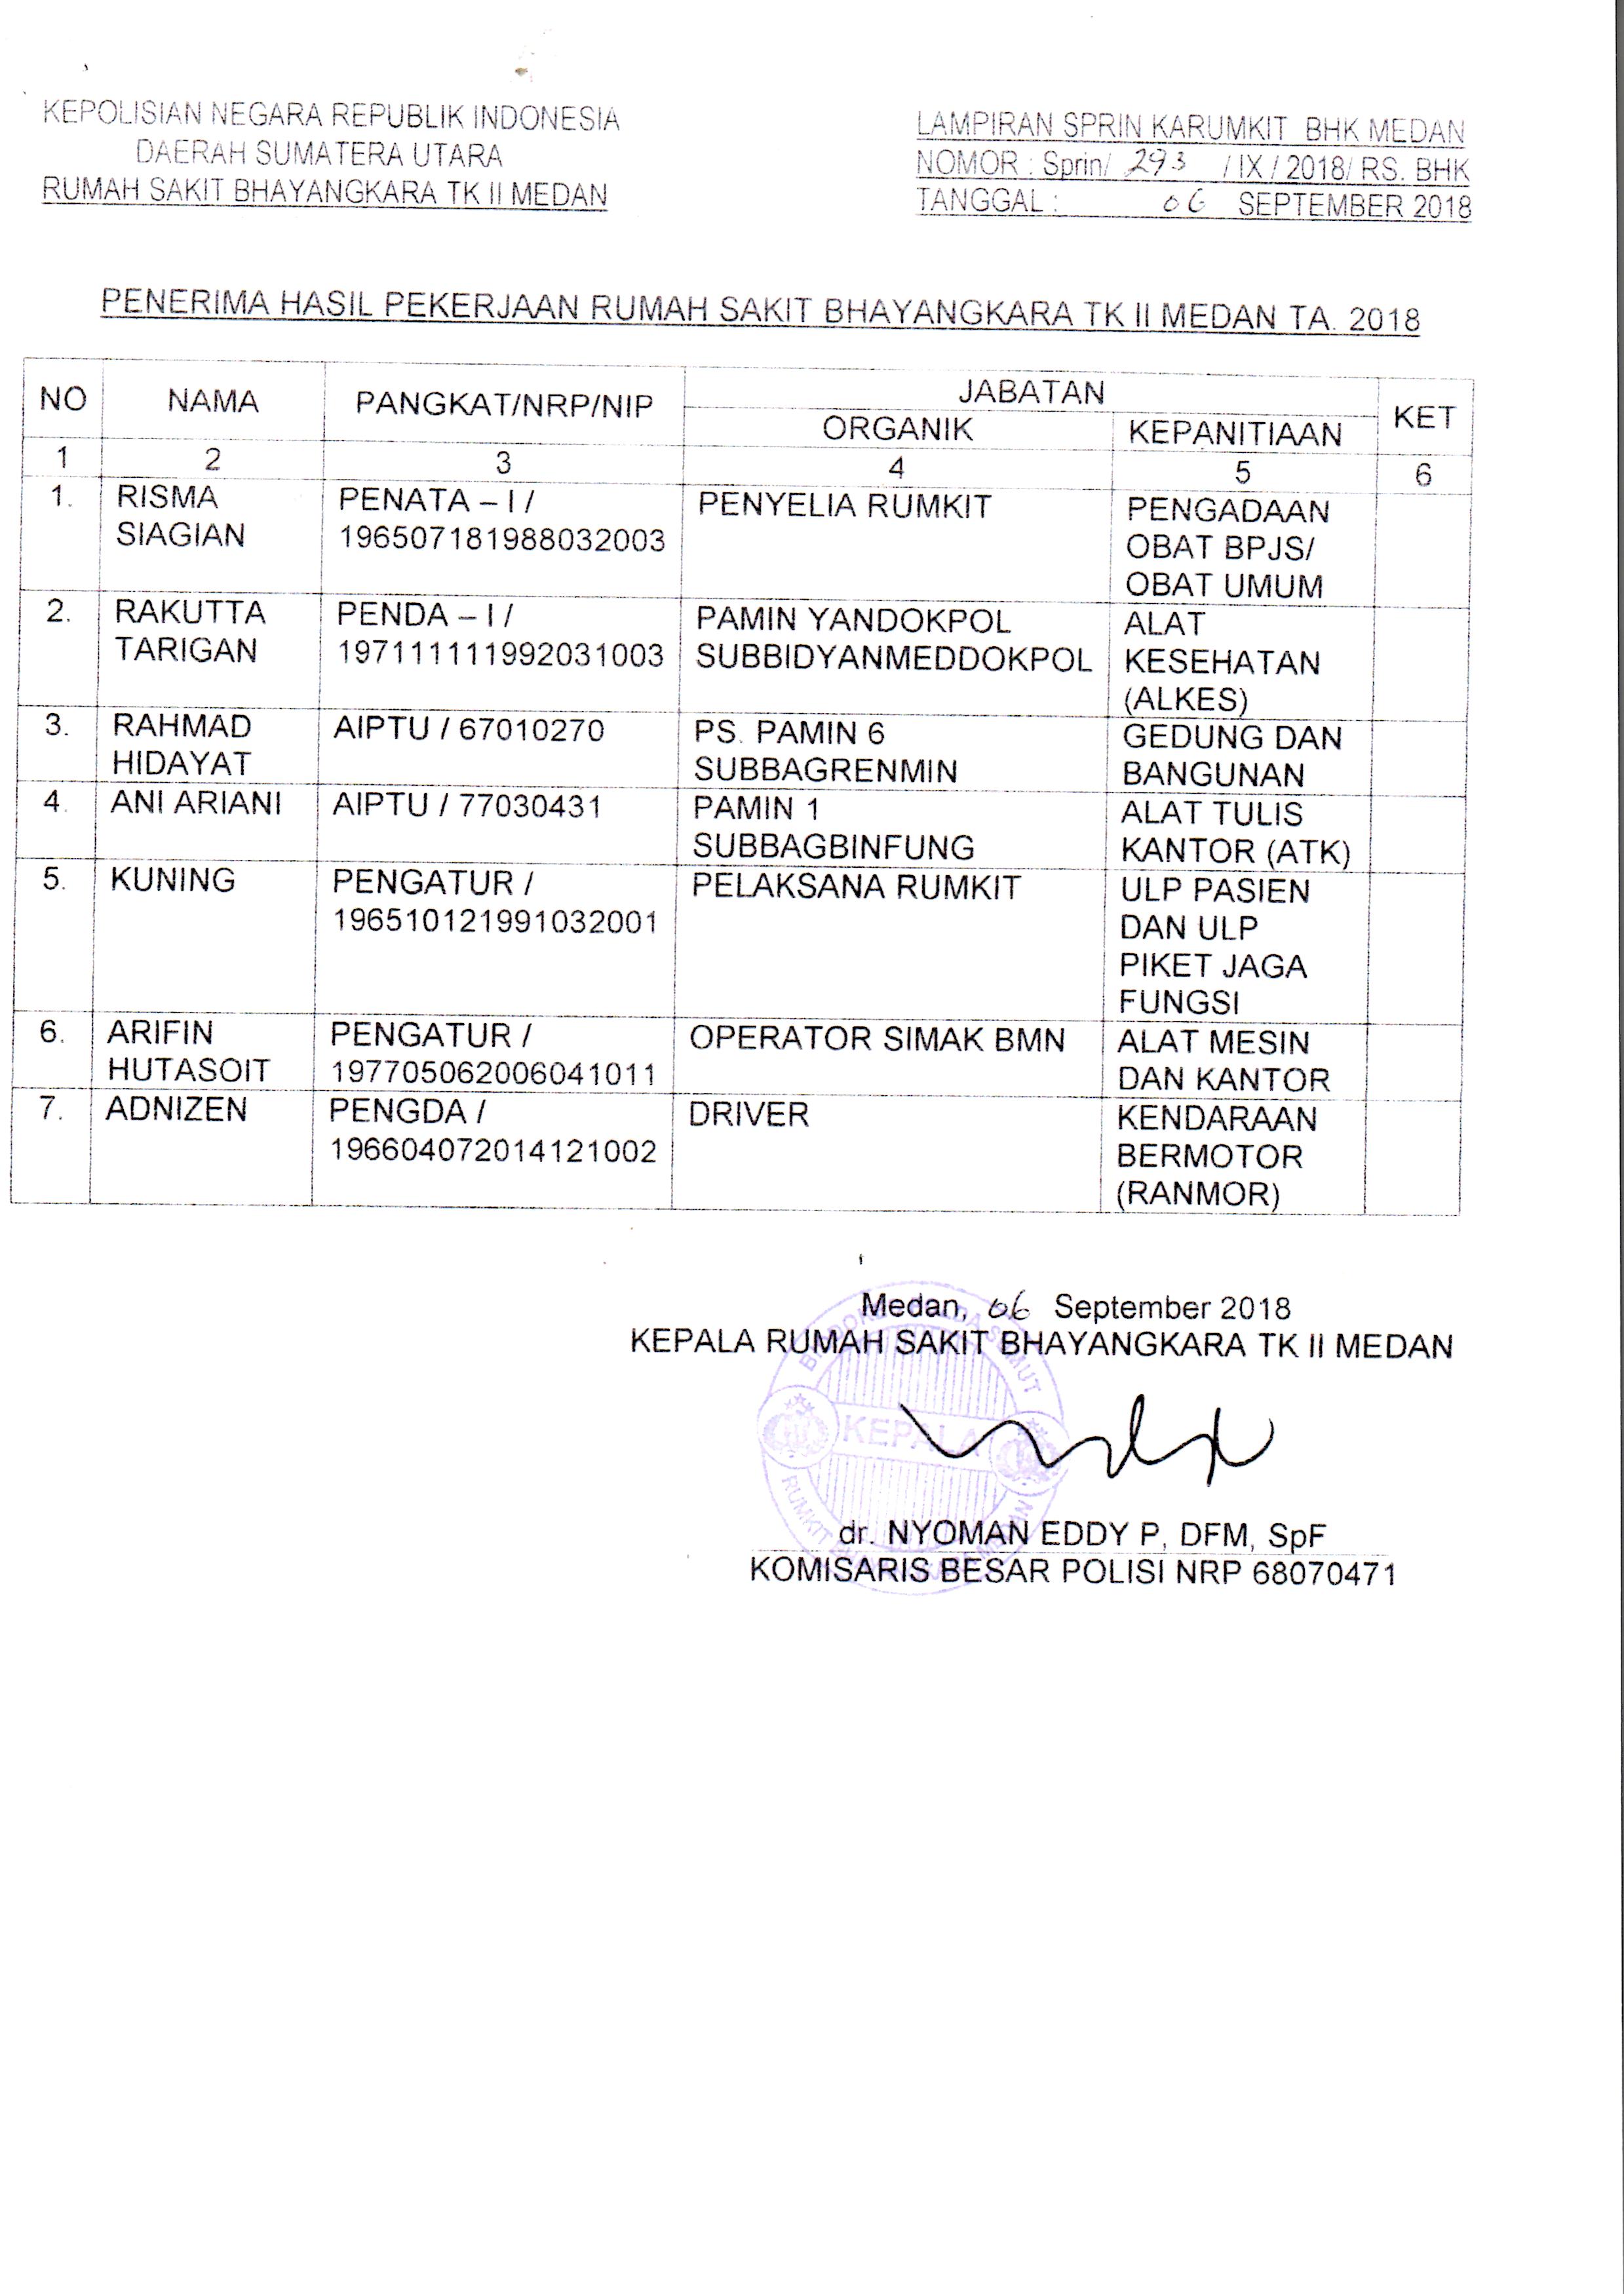 KEPOLISIAN NEGARA REPUBLIK INDONESIA
DAERAH SUMATERA UTARA
RUMAH SAKIT BHAYANGKARA TK II MEDAN
LAMPIRAN SPRIN KARUMKIT BHK MEDAN
NOMOR : Sprin/ 293 / IX / 2018/ RS. BHK
TANGGAL : 06 SEPTEMBER 2018
PENERIMA HASIL PEKERJAAN RUMAH SAKIT BHAYANGKARA TK II MEDAN TA. 2018
NO NAMA PANGKAT/NRP/NIP JABATAN KET
ORGANIK KEPANITIAAN
1 2 3 4 5 6
1. RISMA PENATA – I / PENYELIA RUMKIT PENGADAAN
SIAGIAN 196507181988032003 OBAT BPJS/
OBAT UMUM
2. RAKUTTA PENDA – I / PAMIN YANDOKPOL ALAT
TARIGAN 197111111992031003 SUBBIDYANMEDDOKPOL KESEHATAN
(ALKES)
3. RAHMAD AIPTU / 67010270 PS. PAMIN 6 GEDUNG DAN
HIDAYAT SUBBAGRENMIN BANGUNAN
4. ANI ARIANI AIPTU / 77030431 PAMIN 1 ALAT TULIS
SUBBAGBINFUNG KANTOR (ATK)
5. KUNING PENGATUR / PELAKSANA RUMKIT ULP PASIEN
196510121991032001 DAN ULP
PIKET JAGA
FUNGSI
6. ARIFIN PENGATUR / OPERATOR SIMAK BMN ALAT MESIN
HUTASOIT 197705062006041011 DAN KANTOR
7. ADNIZEN PENGDA / DRIVER KENDARAAN
196604072014121002 BERMOTOR
(RANMOR)
Medan, 06 September 2018
KEPALA RUMAH SAKIT BHAYANGKARA TK II MEDAN
KEPALA
dr. NYOMAN EDDY P, DFM, SpF
KOMISARIS BESAR POLISI NRP 68070471